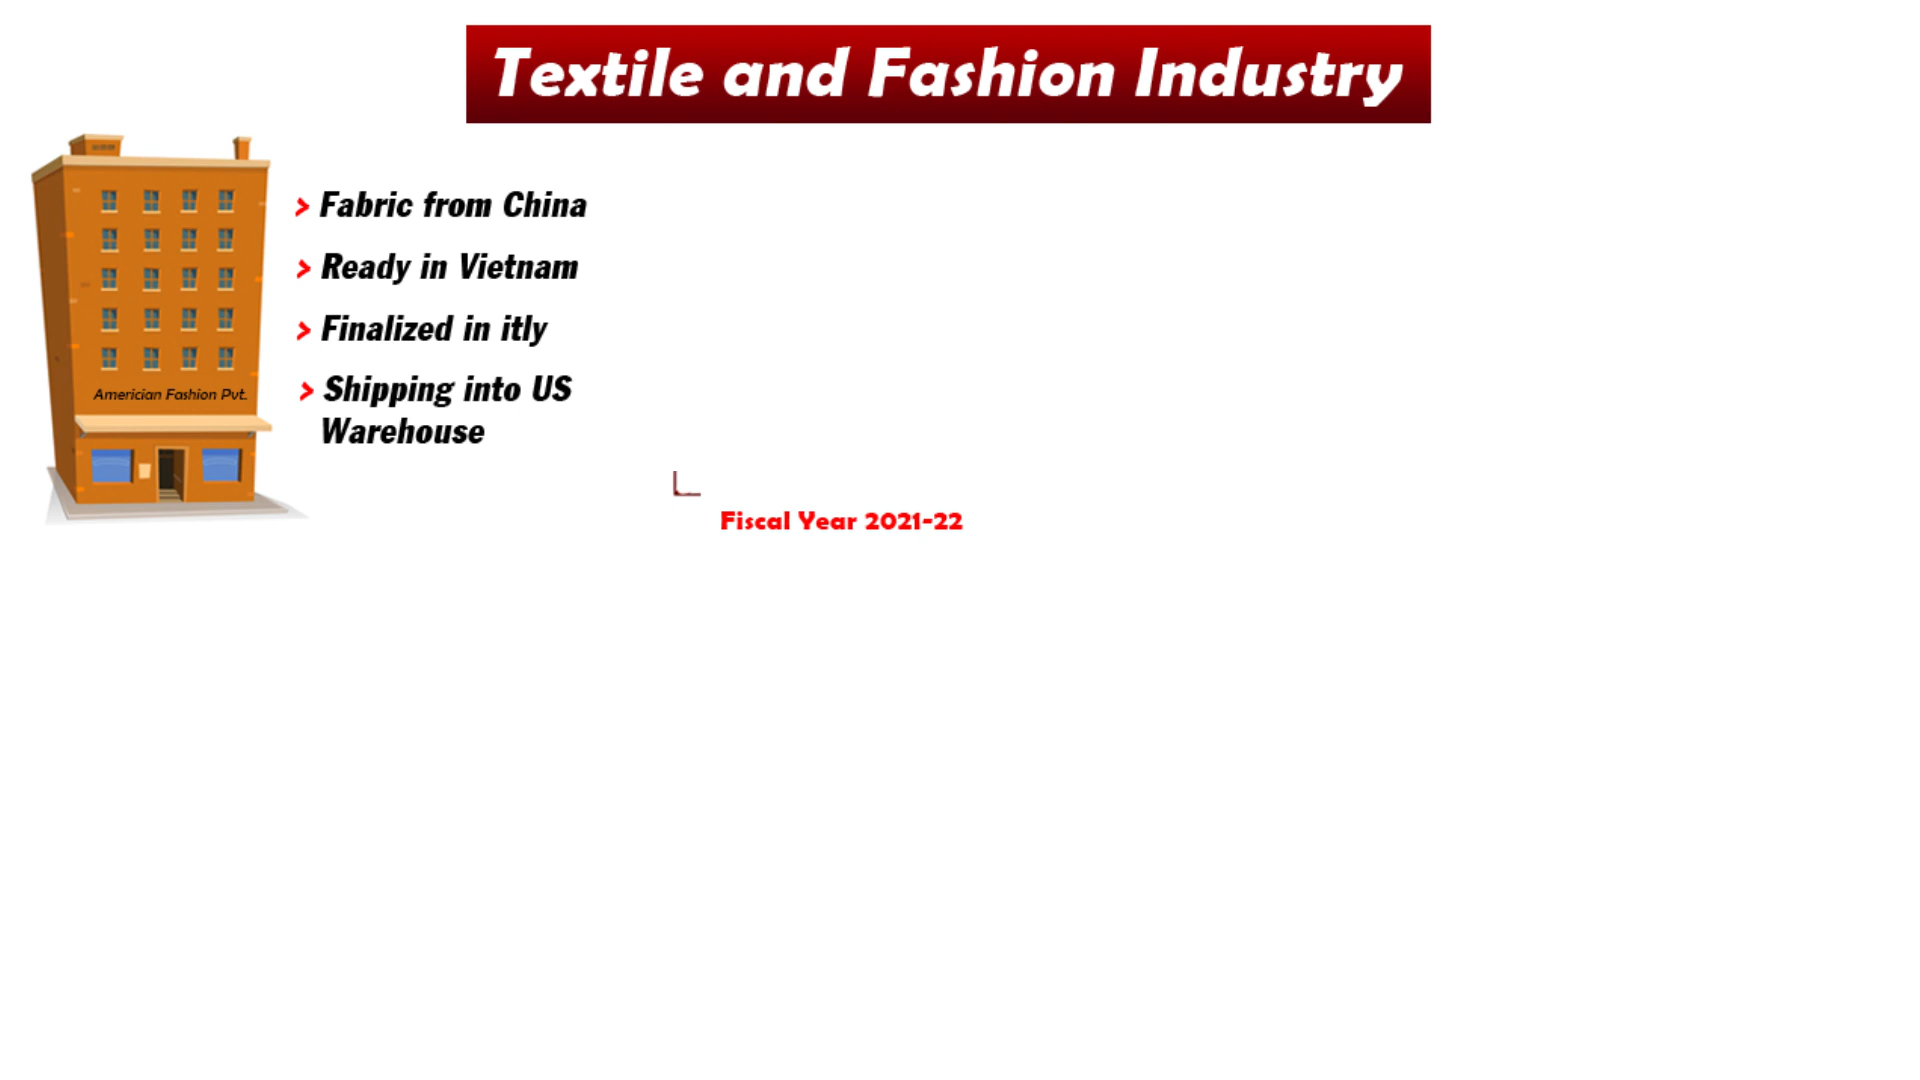 Textile and Fashion Industry
> Fabric from China
> Ready in Vietnam
> Finalized in itly
> Shipping into US
Warehouse
Americian Fashion Pvt.
Fiscal Year 2021-22